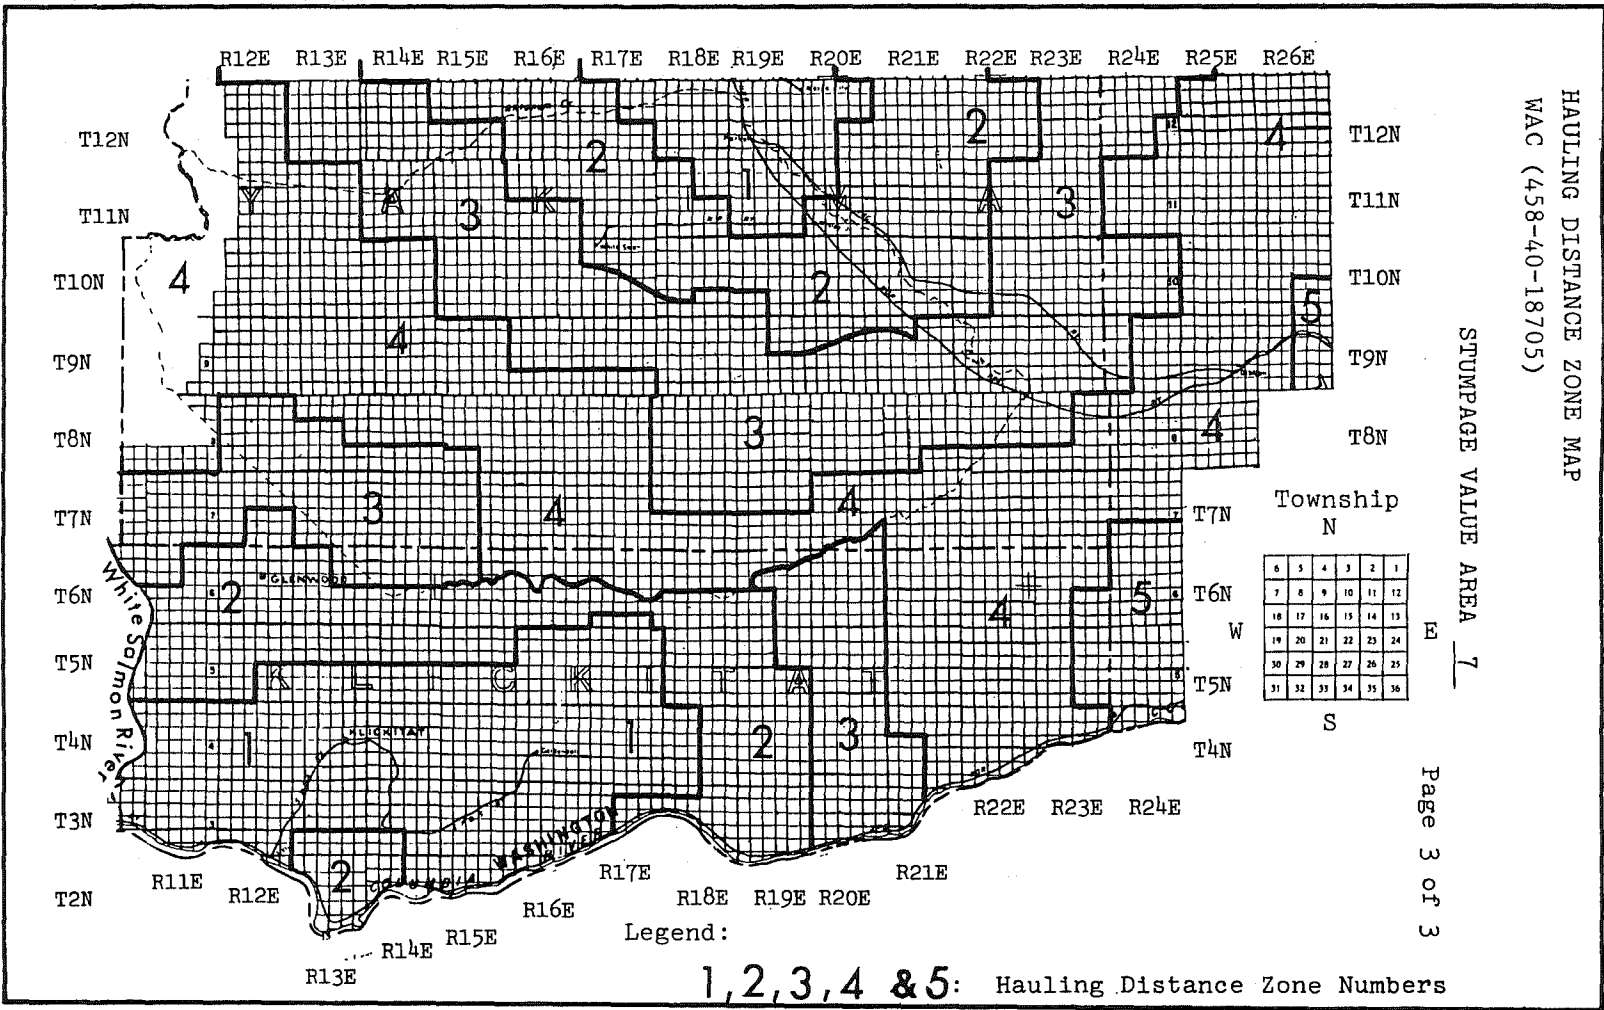 R12E R13E R14E R15E R16E R17E R18E R19E R20E R21E R22E R23E R24E R25E R26E
T12N 2 2 4 T12N
T11N Y A 3 K 1 A 3 T11N
T10N 4 2 5 T10N
T9N 4 T9N
T8N 3 4 T8N
T7N 3 4 4 T7N
GLENWOOD
T6N 2 4 5 T6N
T5N K L I C K I T A T T5N
KLICKITAT
T4N 1 1 2 3 T4N
T3N R22E R23E R24E
T2N 2
White Salmon River
WASHINGTON
COLUMBIA RIVER
R11E R12E R13E R14E R15E R16E R17E R18E R19E R20E R21E
Township
N
6 5 4 3 2 1
7 8 9 10 11 12
18 17 16 15 14 13
W E
19 20 21 22 23 24
30 29 28 27 26 25
31 32 33 34 35 36
S
Legend:
1,2,3,4 &5: Hauling Distance Zone Numbers
HAULING DISTANCE ZONE MAP
WAC (458-40-18705)
STUMPAGE VALUE AREA 7
Page 3 of 3